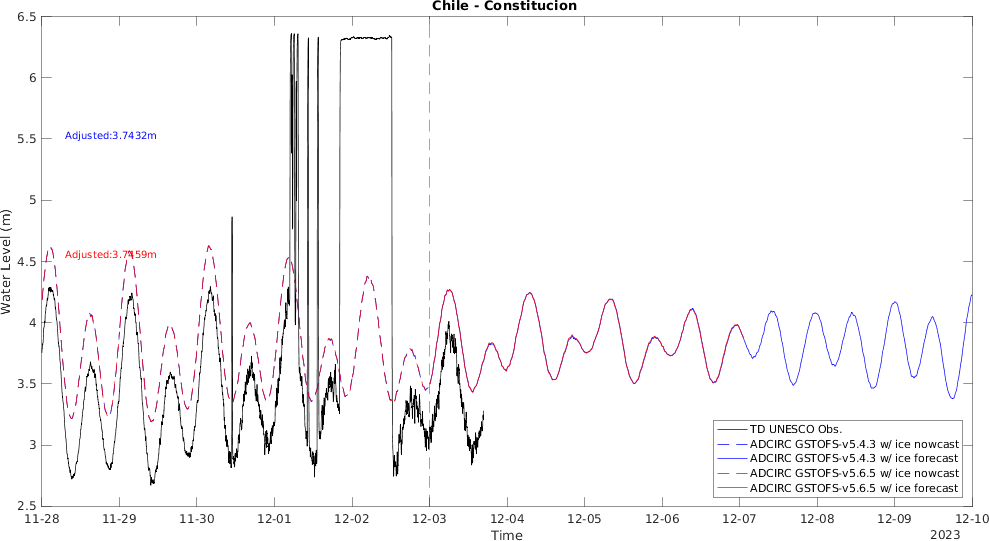 Chile - Constitucion
6.5
6
5.5
5
4.5
4
3.5
3
2.5
Water Level (m)
Adjusted:3.7432m
Adjusted:3.7459m
TD UNESCO Obs.
ADCIRC GSTOFS-v5.4.3 w/ ice nowcast
ADCIRC GSTOFS-v5.4.3 w/ ice forecast
ADCIRC GSTOFS-v5.6.5 w/ ice nowcast
ADCIRC GSTOFS-v5.6.5 w/ ice forecast
11-28 11-29 11-30 12-01 12-02 12-03 12-04 12-05 12-06 12-07 12-08 12-09 12-10
Time
2023